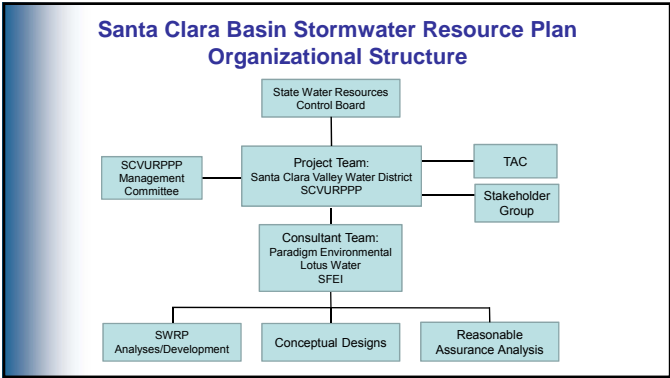 Santa Clara Basin Stormwater Resource Plan
Organizational Structure
State Water Resources
Control Board
SCVURPPP
Management
Committee
Project Team:
Santa Clara Valley Water District
SCVURPPP
TAC
Stakeholder
Group
Consultant Team:
Paradigm Environmental
Lotus Water
SFEI
SWRP
Analyses/Development
Conceptual Designs
Reasonable
Assurance Analysis